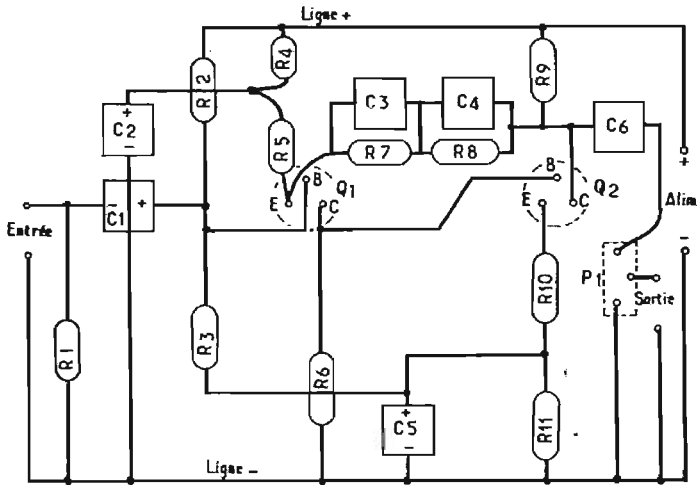 Ligne +
R4
R2
R9
+
C2
-
R5
C3
C4
R7
R8
C6
B
Q1
E
C
B
Q2
E
C
+
Alim
-
-
C1
+
Entrée
P1
Sortie
R10
R1
R3
R6
+
C5
-
R11
Ligne -